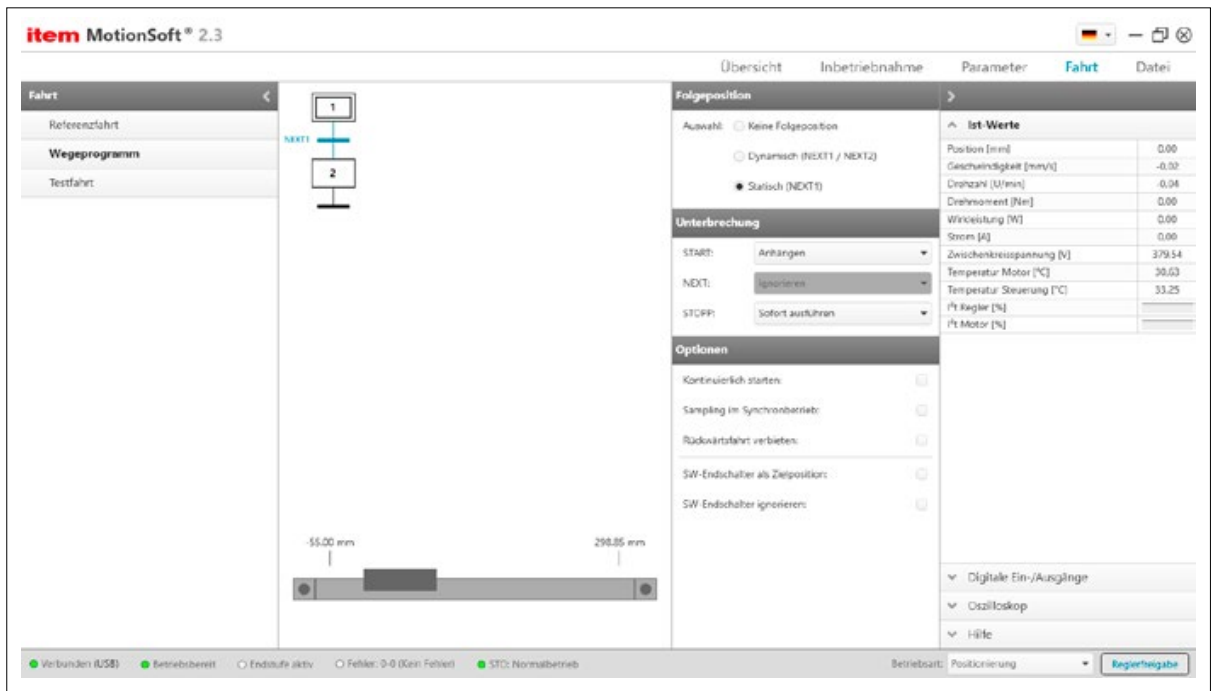 item MotionSoft® 2.3
Übersicht Inbetriebnahme Parameter Fahrt Datei
Fahrt
Referenzfahrt
Wegeprogramm
Testfahrt
1
NEXT1
2
-55.00 mm 298.85 mm
Folgeposition
Auswahl: Keine Folgeposition
Dynamisch (NEXT1 / NEXT2)
Statisch (NEXT1)
Unterbrechung
START: Anhängen
NEXT: Ignorieren
STOPP: Sofort ausführen
Optionen
Kontinuierlich starten:
Sampling im Synchronbetrieb:
Rückwärtsfahrt verbieten:
SW-Endschalter als Zielposition:
SW-Endschalter ignorieren:
Ist-Werte
Position [mm] 0.00
Geschwindigkeit [mm/s] -0.02
Drehzahl [U/min] -0.04
Drehmoment [Nm] 0.00
Wirkleistung [W] 0.00
Strom [A] 0.00
Zwischenkreisspannung [V] 379.54
Temperatur Motor [°C] 30.63
Temperatur Steuerung [°C] 33.25
I²t Regler [%]
I²t Motor [%]
Digitale Ein-/Ausgänge
Oszilloskop
Hilfe
Verbunden (USB) Betriebsbereit Endstufe aktiv Fehler: 0-0 (Kein Fehler) STO: Normalbetrieb Betriebsart: Positionierung Reglerfreigabe